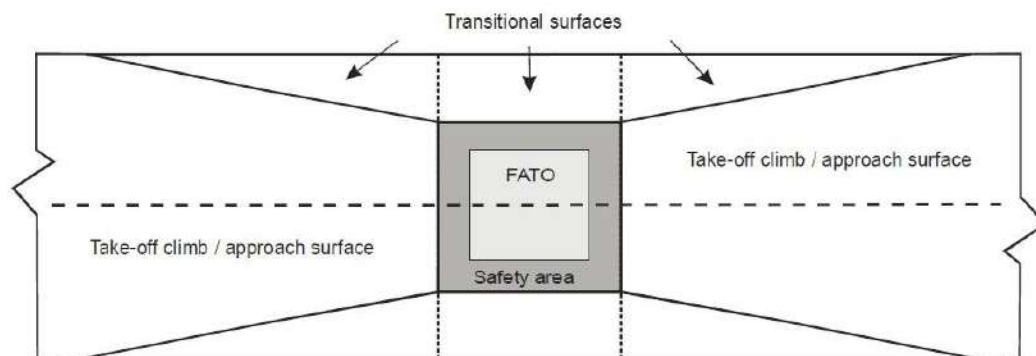 Transitional surfaces
Take-off climb / approach surface
FATO
Take-off climb / approach surface
Safety area